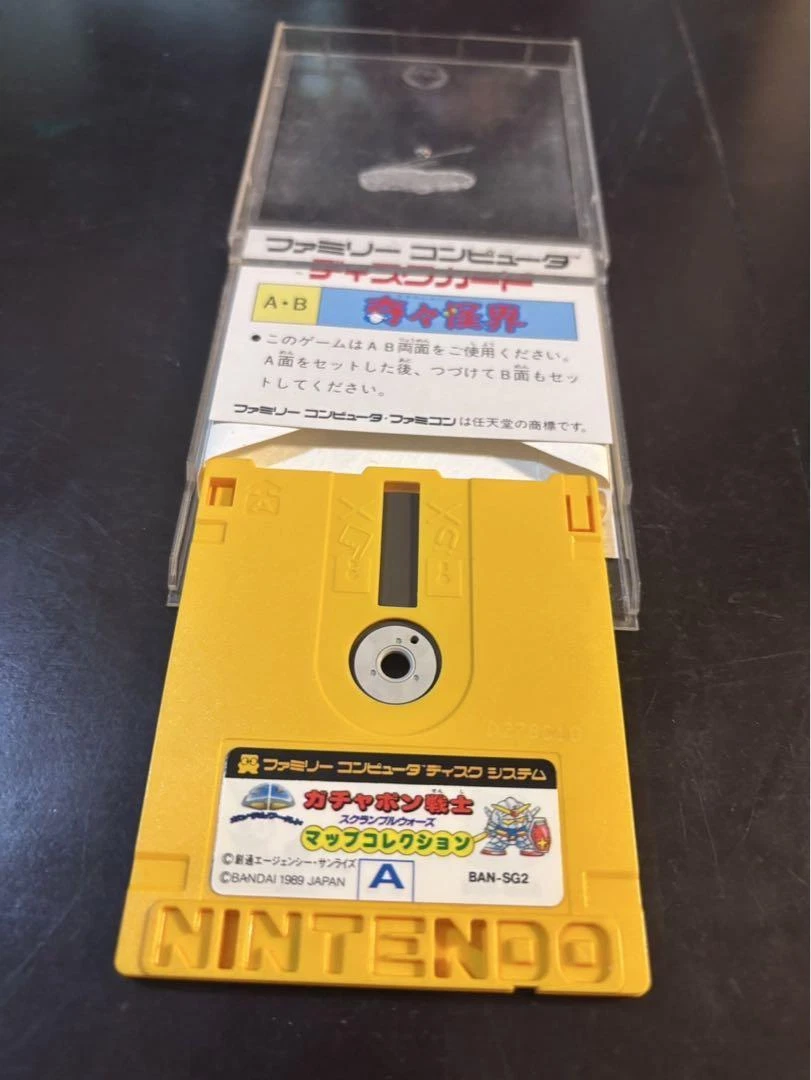 ファミリー コンピュータ™
ディスクカード
A・B
奇々怪界
●このゲームはAB両面をご使用ください。
A面をセットした後、つづけてB面もセッ
トしてください。
ファミリー コンピュータ・ファミコンは任天堂の商標です。
ファミリー コンピュータ™ディスク システム
ガチャポン戦士
スクランブルウォーズ
マップコレクション
©創通エージェンシー・サンライズ
©BANDAI 1989 JAPAN
A
BAN-SG2
NINTENDO